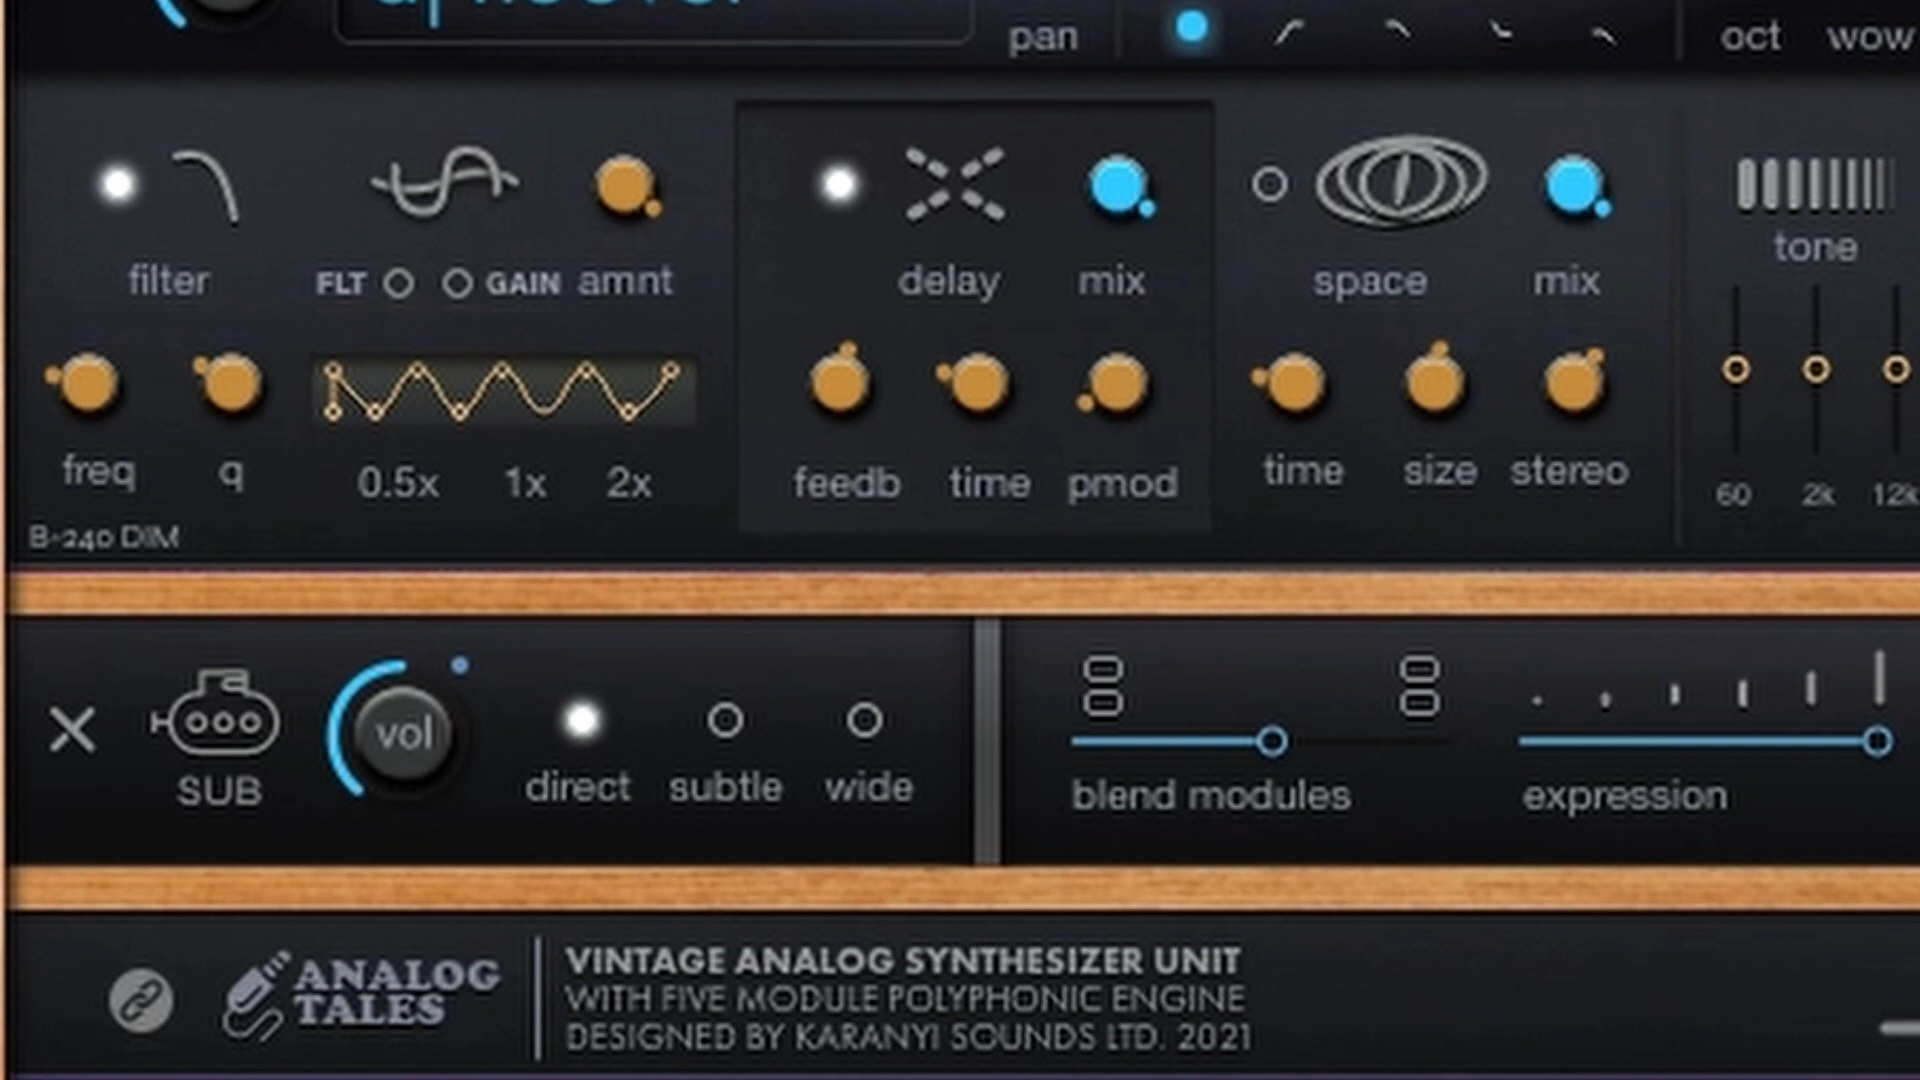 pan
oct wow
filter
FLT GAIN amnt
delay mix
space mix
tone
freq q
0.5x 1x 2x
feedb time pmod
time size stereo
60 2k 12k
B-240 DIM
SUB
vol
direct subtle wide
blend modules
expression
ANALOG
TALES
VINTAGE ANALOG SYNTHESIZER UNIT
WITH FIVE MODULE POLYPHONIC ENGINE
DESIGNED BY KARANYI SOUNDS LTD. 2021